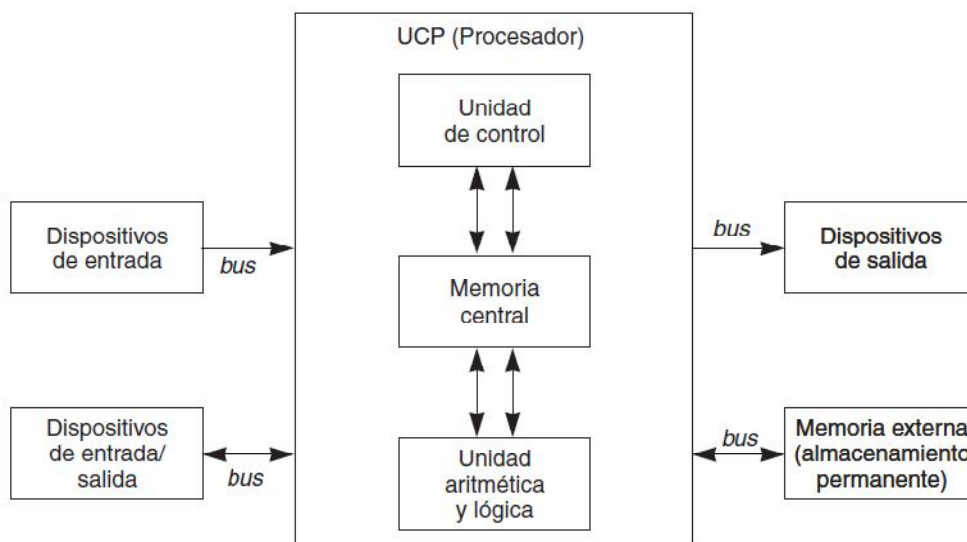 UCP (Procesador)
Unidad
de control
Dispositivos
de entrada
bus
Memoria
central
bus
Dispositivos
de salida
Dispositivos
de entrada/
salida
bus
Unidad
aritmética
y lógica
bus
Memoria externa
(almacenamiento
permanente)